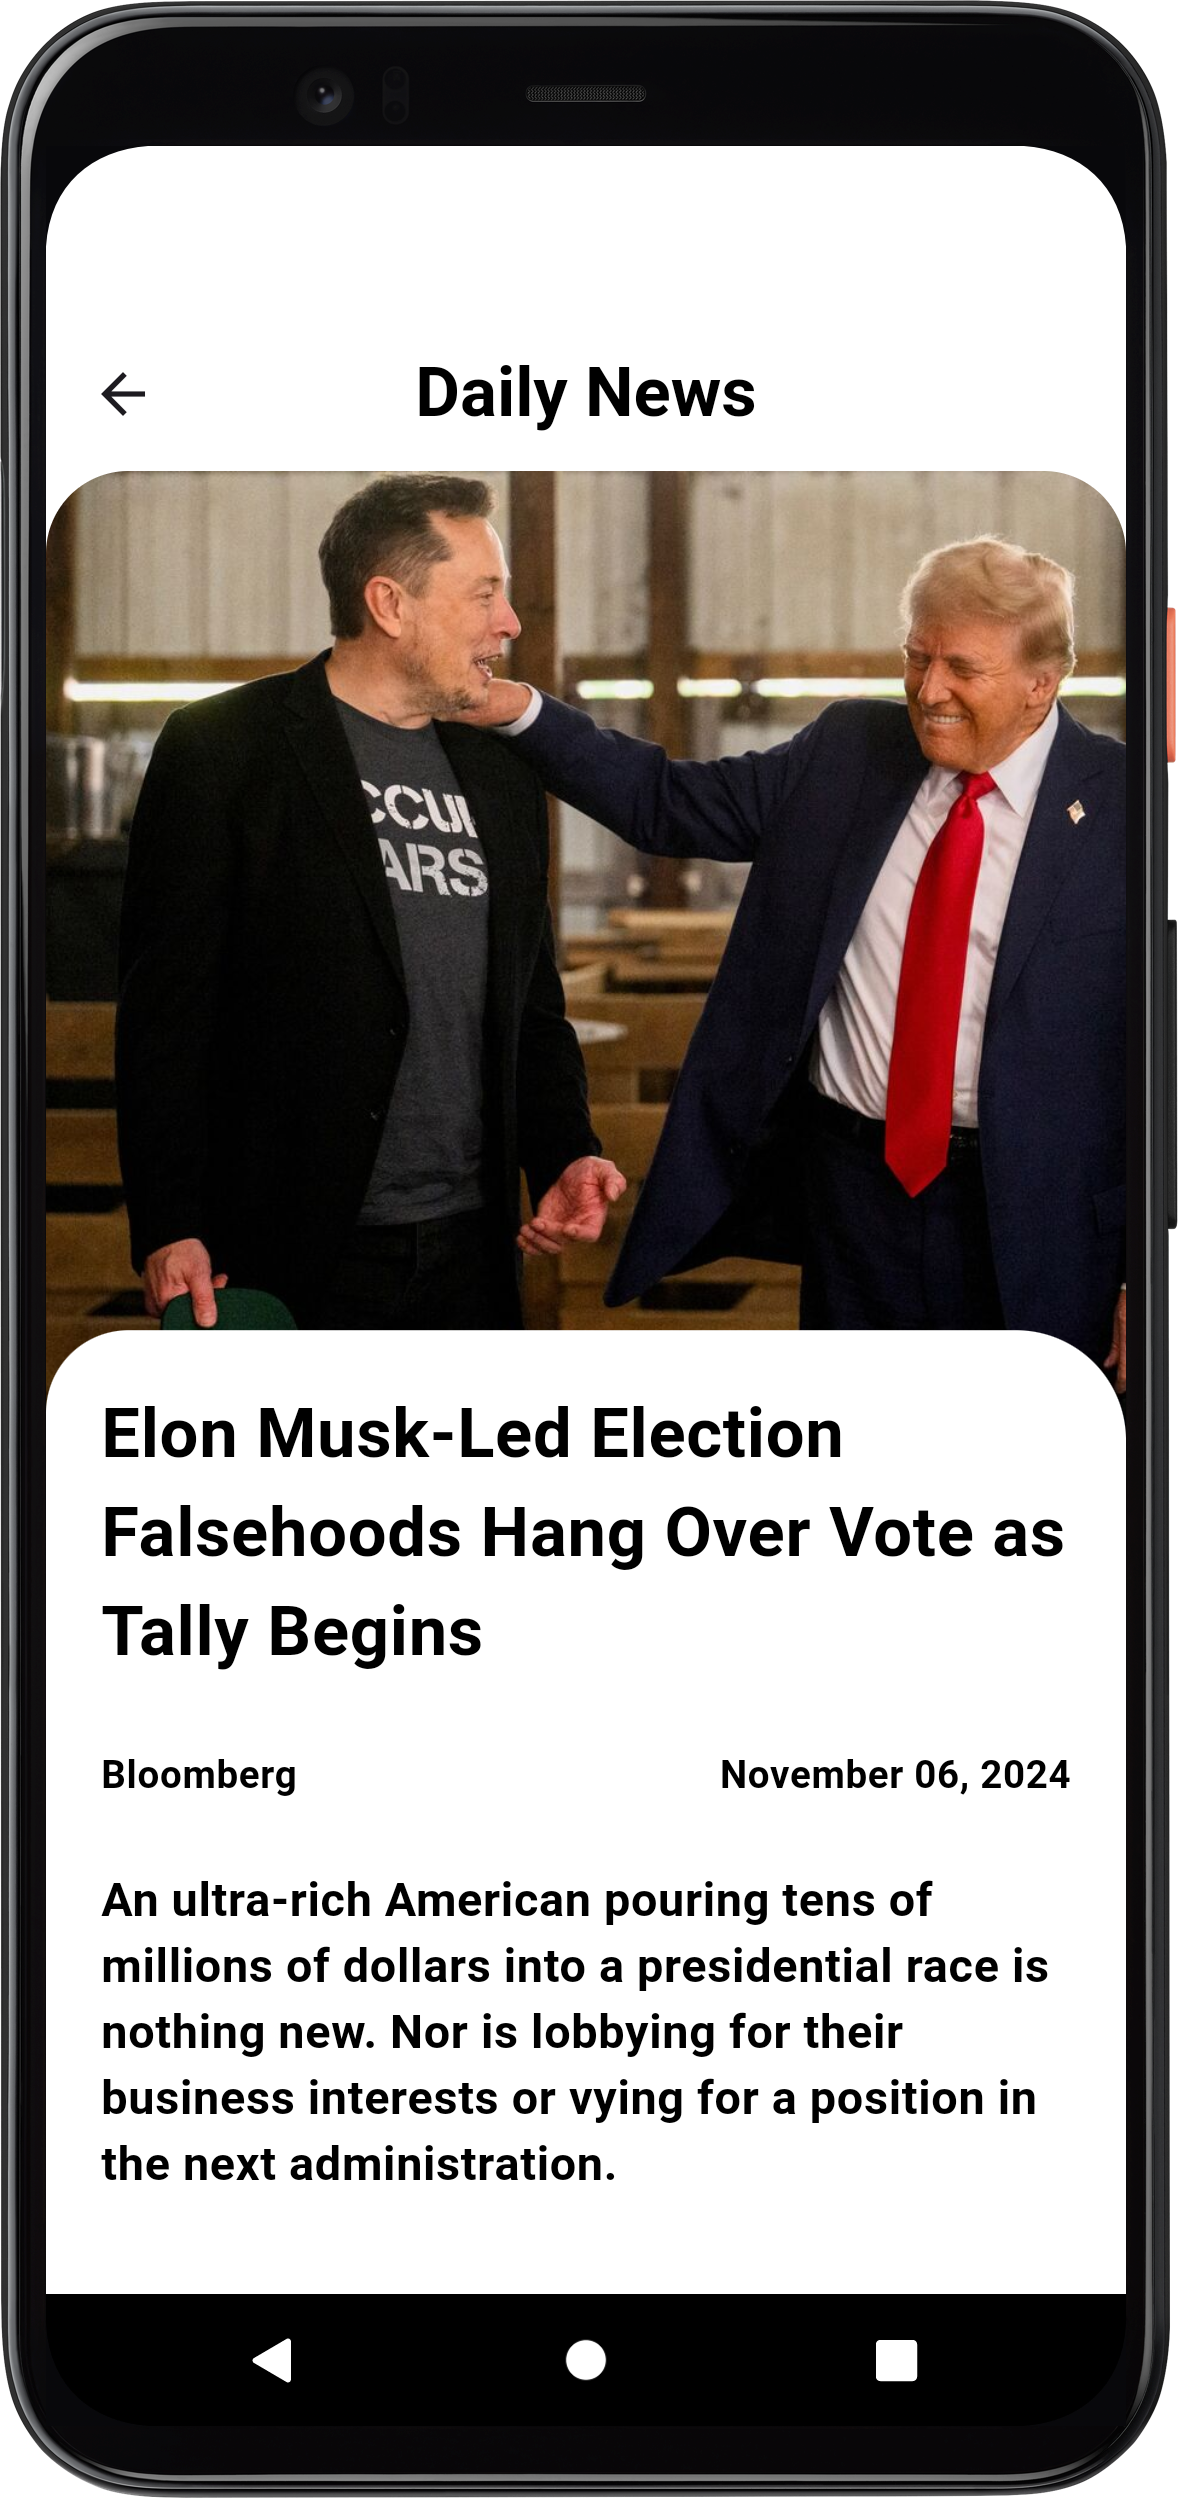 Daily News
CCU
ARS
Elon Musk-Led Election
Falsehoods Hang Over Vote as
Tally Begins
Bloomberg
November 06, 2024
An ultra-rich American pouring tens of
millions of dollars into a presidential race is
nothing new. Nor is lobbying for their
business interests or vying for a position in
the next administration.